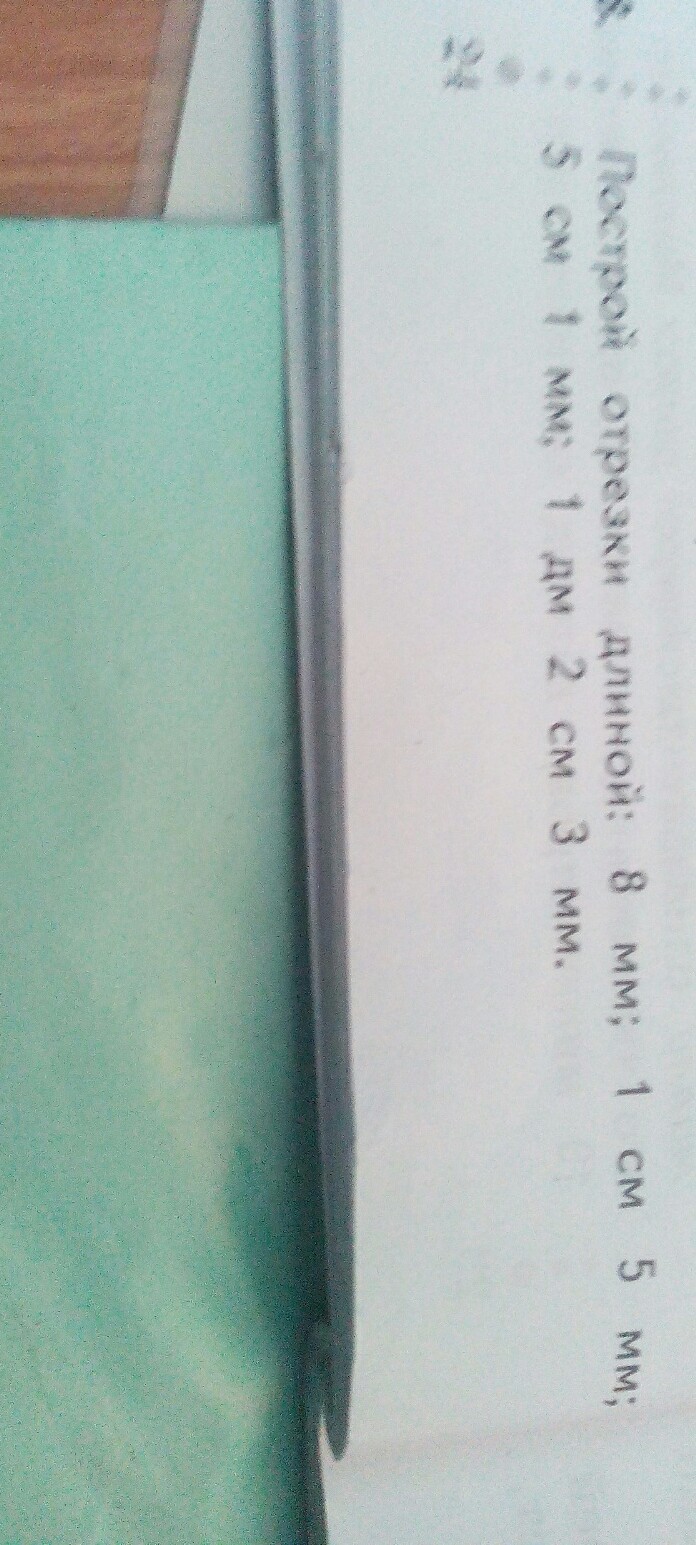 Построй отрезки длиной: 8 мм; 1 см 5 мм;
5 см 1 мм; 1 дм 2 см 3 мм.
24